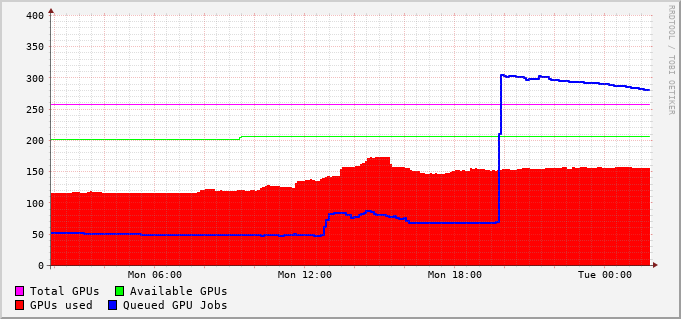 400
350
300
250
200
150
100
50
0
Mon 06:00 Mon 12:00 Mon 18:00 Tue 00:00
Total GPUs Available GPUs
GPUs used Queued GPU Jobs
RRDTOOL / TOBI OETIKER